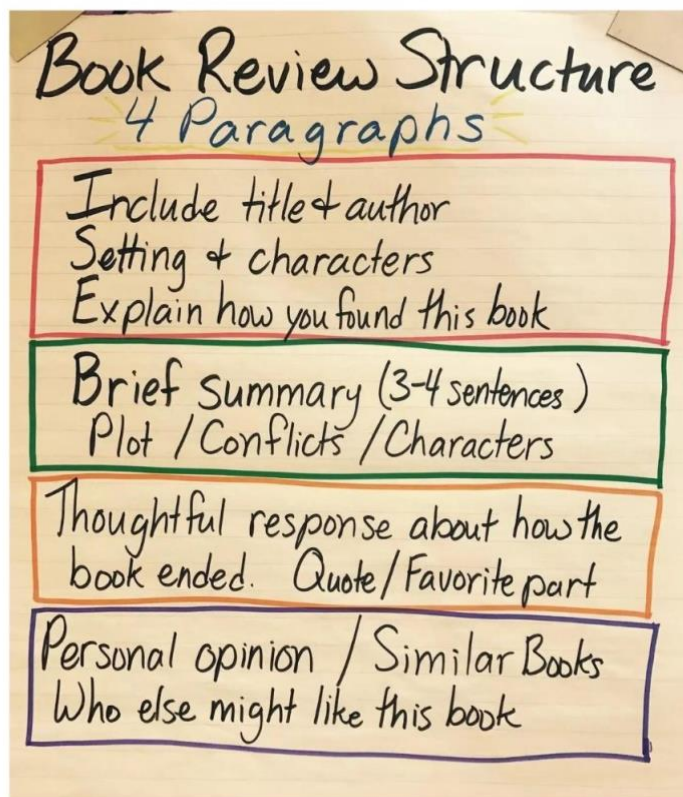 Book Review Structure
4 Paragraphs
Include title & author
Setting & characters
Explain how you found this book
Brief summary (3-4 sentences)
Plot / Conflicts / Characters
Thoughtful response about how the
book ended. Quote/Favorite part
Personal opinion / Similar Books
Who else might like this book